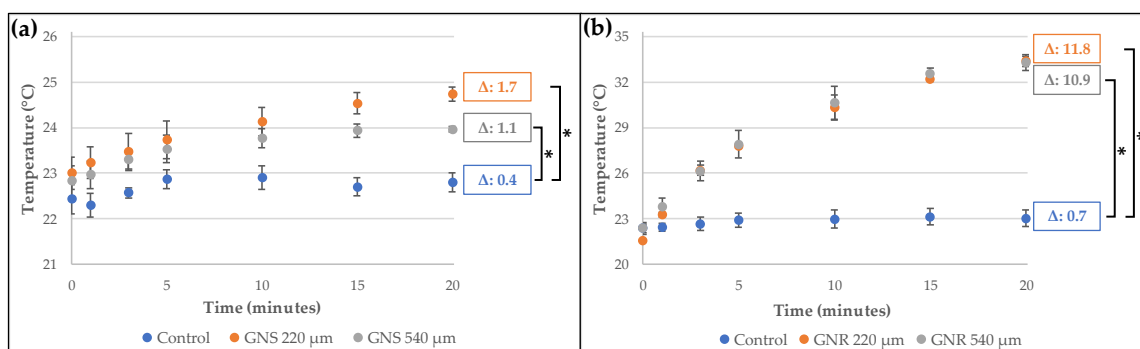 (a)
26
25
24
23
22
21
Temperature (°C)
0
5
10
15
20
Time (minutes)
Δ: 1.7
Δ: 1.1
Δ: 0.4
*
*
Control
GNS 220 μm
GNS 540 μm
(b)
35
32
29
26
23
20
Temperature (°C)
0
5
10
15
20
Time (minutes)
Δ: 11.8
Δ: 10.9
Δ: 0.7
*
*
Control
GNR 220 μm
GNR 540 μm